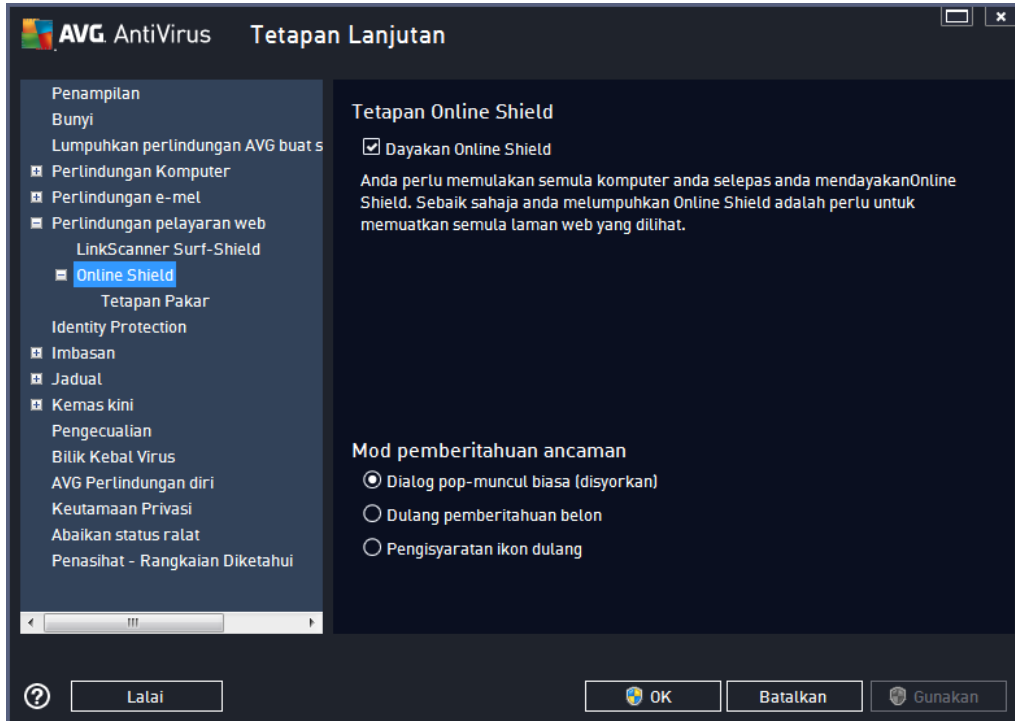 AVG. AntiVirus Tetapan Lanjutan
Penampilan
Bunyi
Lumpuhkan perlindungan AVG buat s
Perlindungan Komputer
Perlindungan e-mel
Perlindungan pelayaran web
LinkScanner Surf-Shield
Online Shield
Tetapan Pakar
Identity Protection
Imbasan
Jadual
Kemas kini
Pengecualian
Bilik Kebal Virus
AVG Perlindungan diri
Keutamaan Privasi
Abaikan status ralat
Penasihat - Rangkaian Diketahui
Tetapan Online Shield
Dayakan Online Shield
Anda perlu memulakan semula komputer anda selepas anda mendayakanOnline
Shield. Sebaik sahaja anda melumpuhkan Online Shield adalah perlu untuk
memuatkan semula laman web yang dilihat.
Mod pemberitahuan ancaman
Dialog pop-muncul biasa (disyorkan)
Dulang pemberitahuan belon
Pengisyaratan ikon dulang
? Lalai OK Batalkan Gunakan